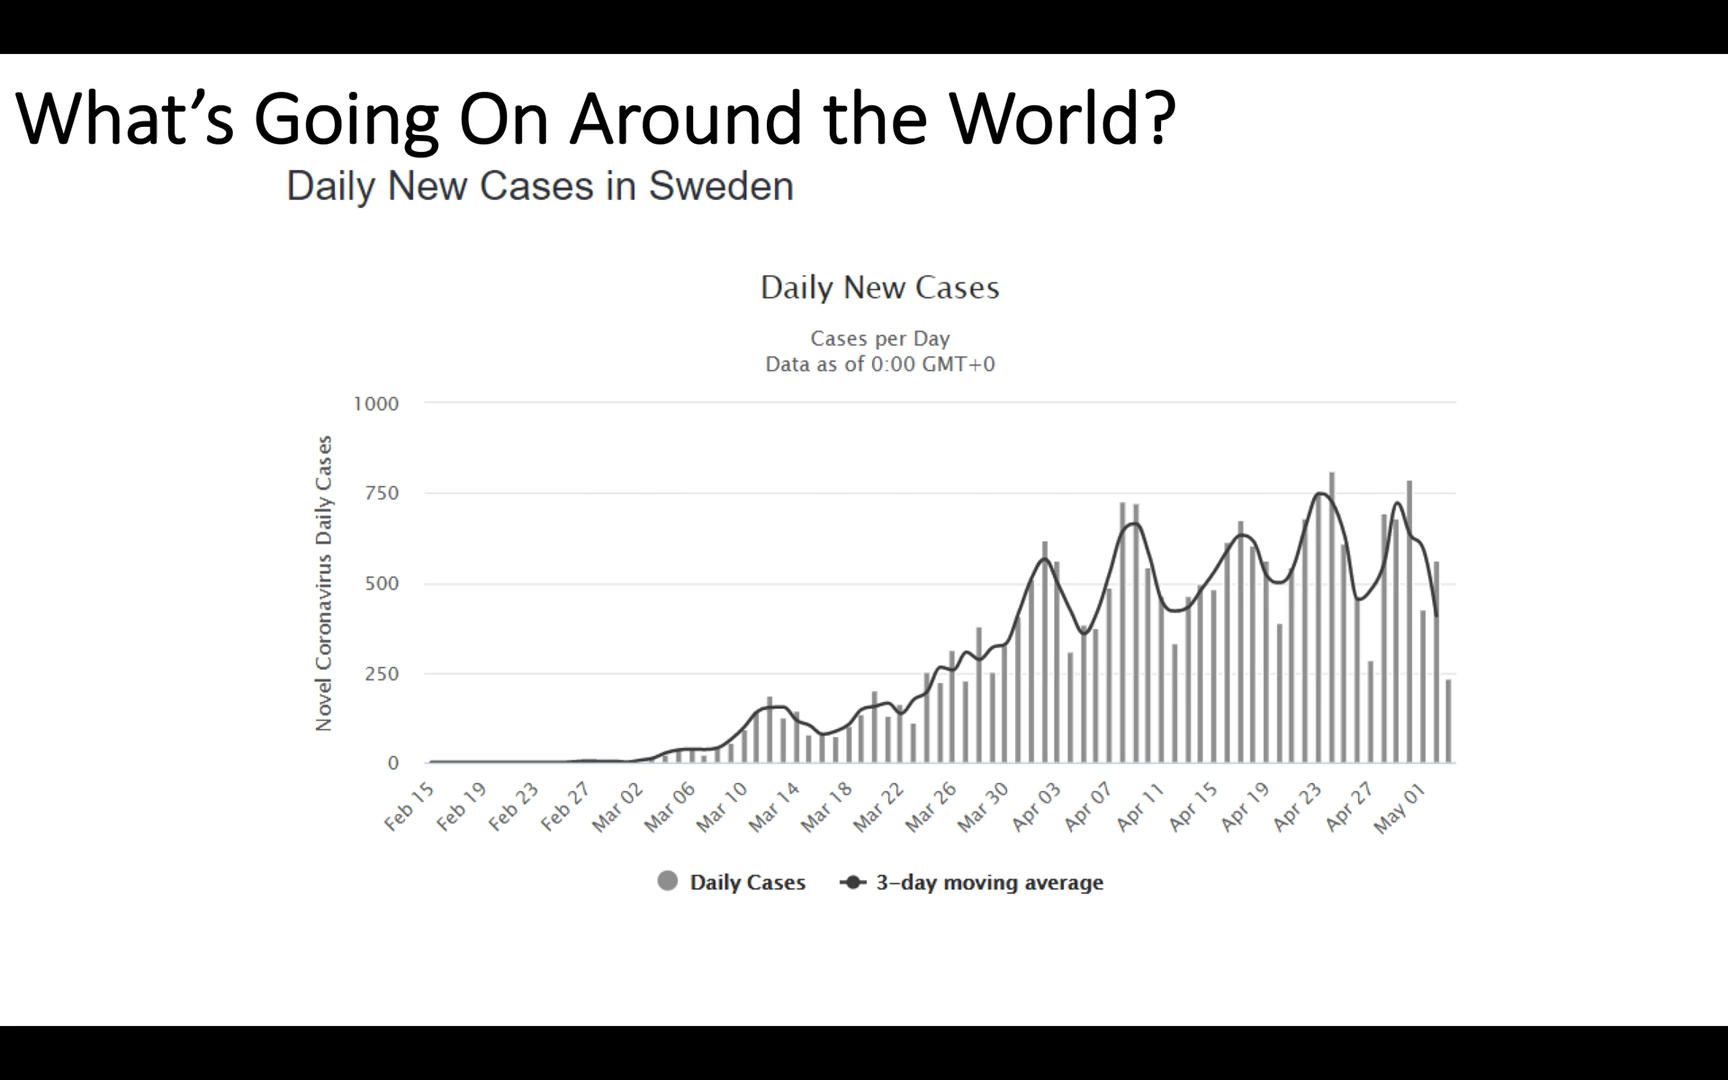 What’s Going On Around the World?
Daily New Cases in Sweden
Daily New Cases
Cases per Day
Data as of 0:00 GMT+0
Novel Coronavirus Daily Cases
1000
750
500
250
0
Feb 15
Feb 19
Feb 23
Feb 27
Mar 02
Mar 06
Mar 10
Mar 14
Mar 18
Mar 22
Mar 26
Mar 30
Apr 03
Apr 07
Apr 11
Apr 15
Apr 19
Apr 23
Apr 27
May 01
Daily Cases
3-day moving average